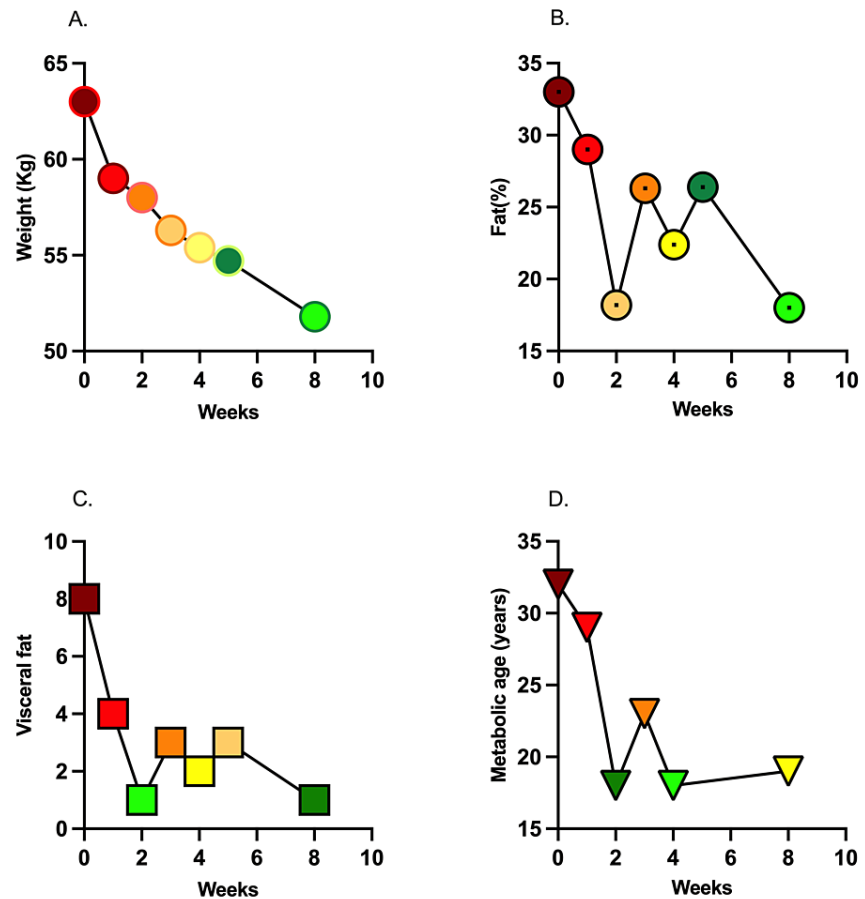 A.
65
60
55
50
Weight (Kg)
0 2 4 6 8 10
Weeks
B.
35
30
25
20
15
Fat(%)
0 2 4 6 8 10
Weeks
C.
10
8
6
4
2
0
Visceral fat
0 2 4 6 8 10
Weeks
D.
35
30
25
20
15
Metabolic age (years)
0 2 4 6 8 10
Weeks